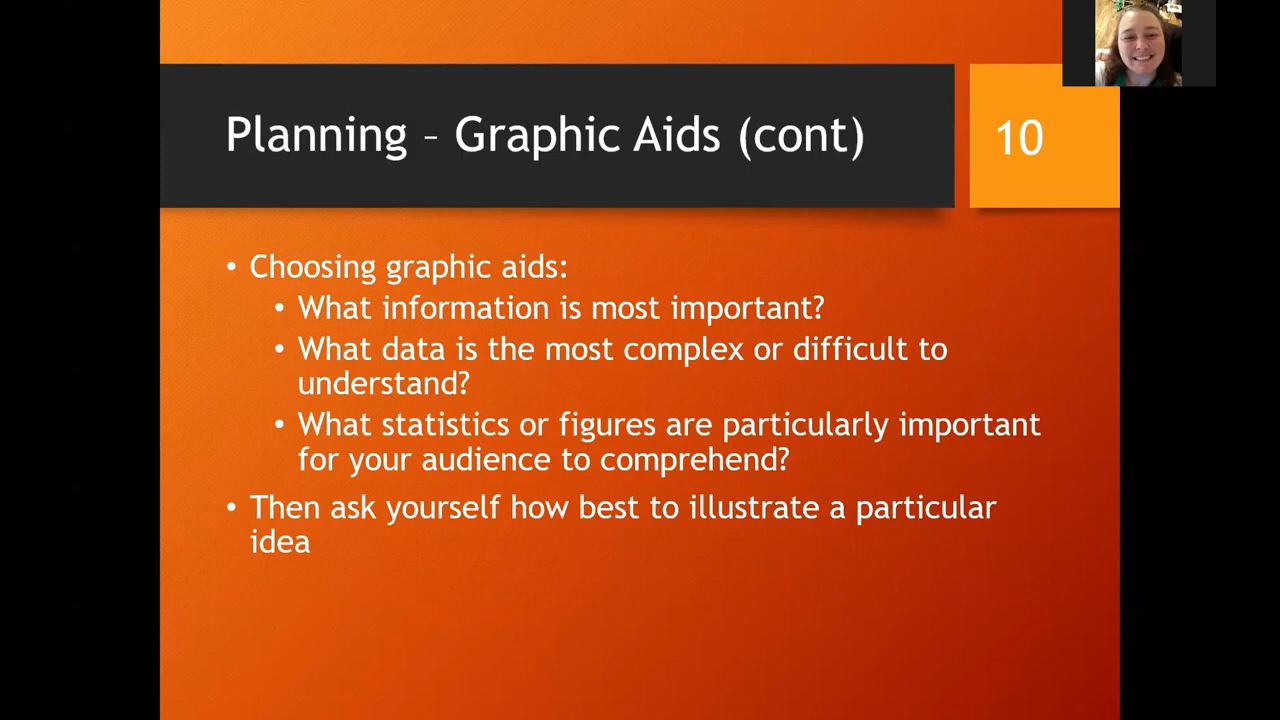 Planning – Graphic Aids (cont)
10
• Choosing graphic aids:
• What information is most important?
• What data is the most complex or difficult to
understand?
• What statistics or figures are particularly important
for your audience to comprehend?
• Then ask yourself how best to illustrate a particular
idea